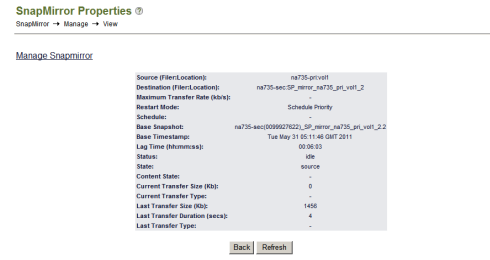 SnapMirror Properties ?
SnapMirror → Manage → View
Manage Snapmirror
Source (Filer:Location): na735-pri:vol1
Destination (Filer:Location): na735-sec:SP_mirror_na735_pri_vol1_2
Maximum Transfer Rate (kb/s): -
Restart Mode: Schedule Priority
Schedule: -
Base Snapshot: na735-sec(0099927622)_SP_mirror_na735_pri_vol1_2.2
Base Timestamp: Tue May 31 05:11:46 GMT 2011
Lag Time (hh:mm:ss): 00:06:03
Status: idle
State: source
Content State: -
Current Transfer Size (Kb): 0
Current Transfer Type: -
Last Transfer Size (Kb): 1456
Last Transfer Duration (secs): 4
Last Transfer Type: -
Back Refresh